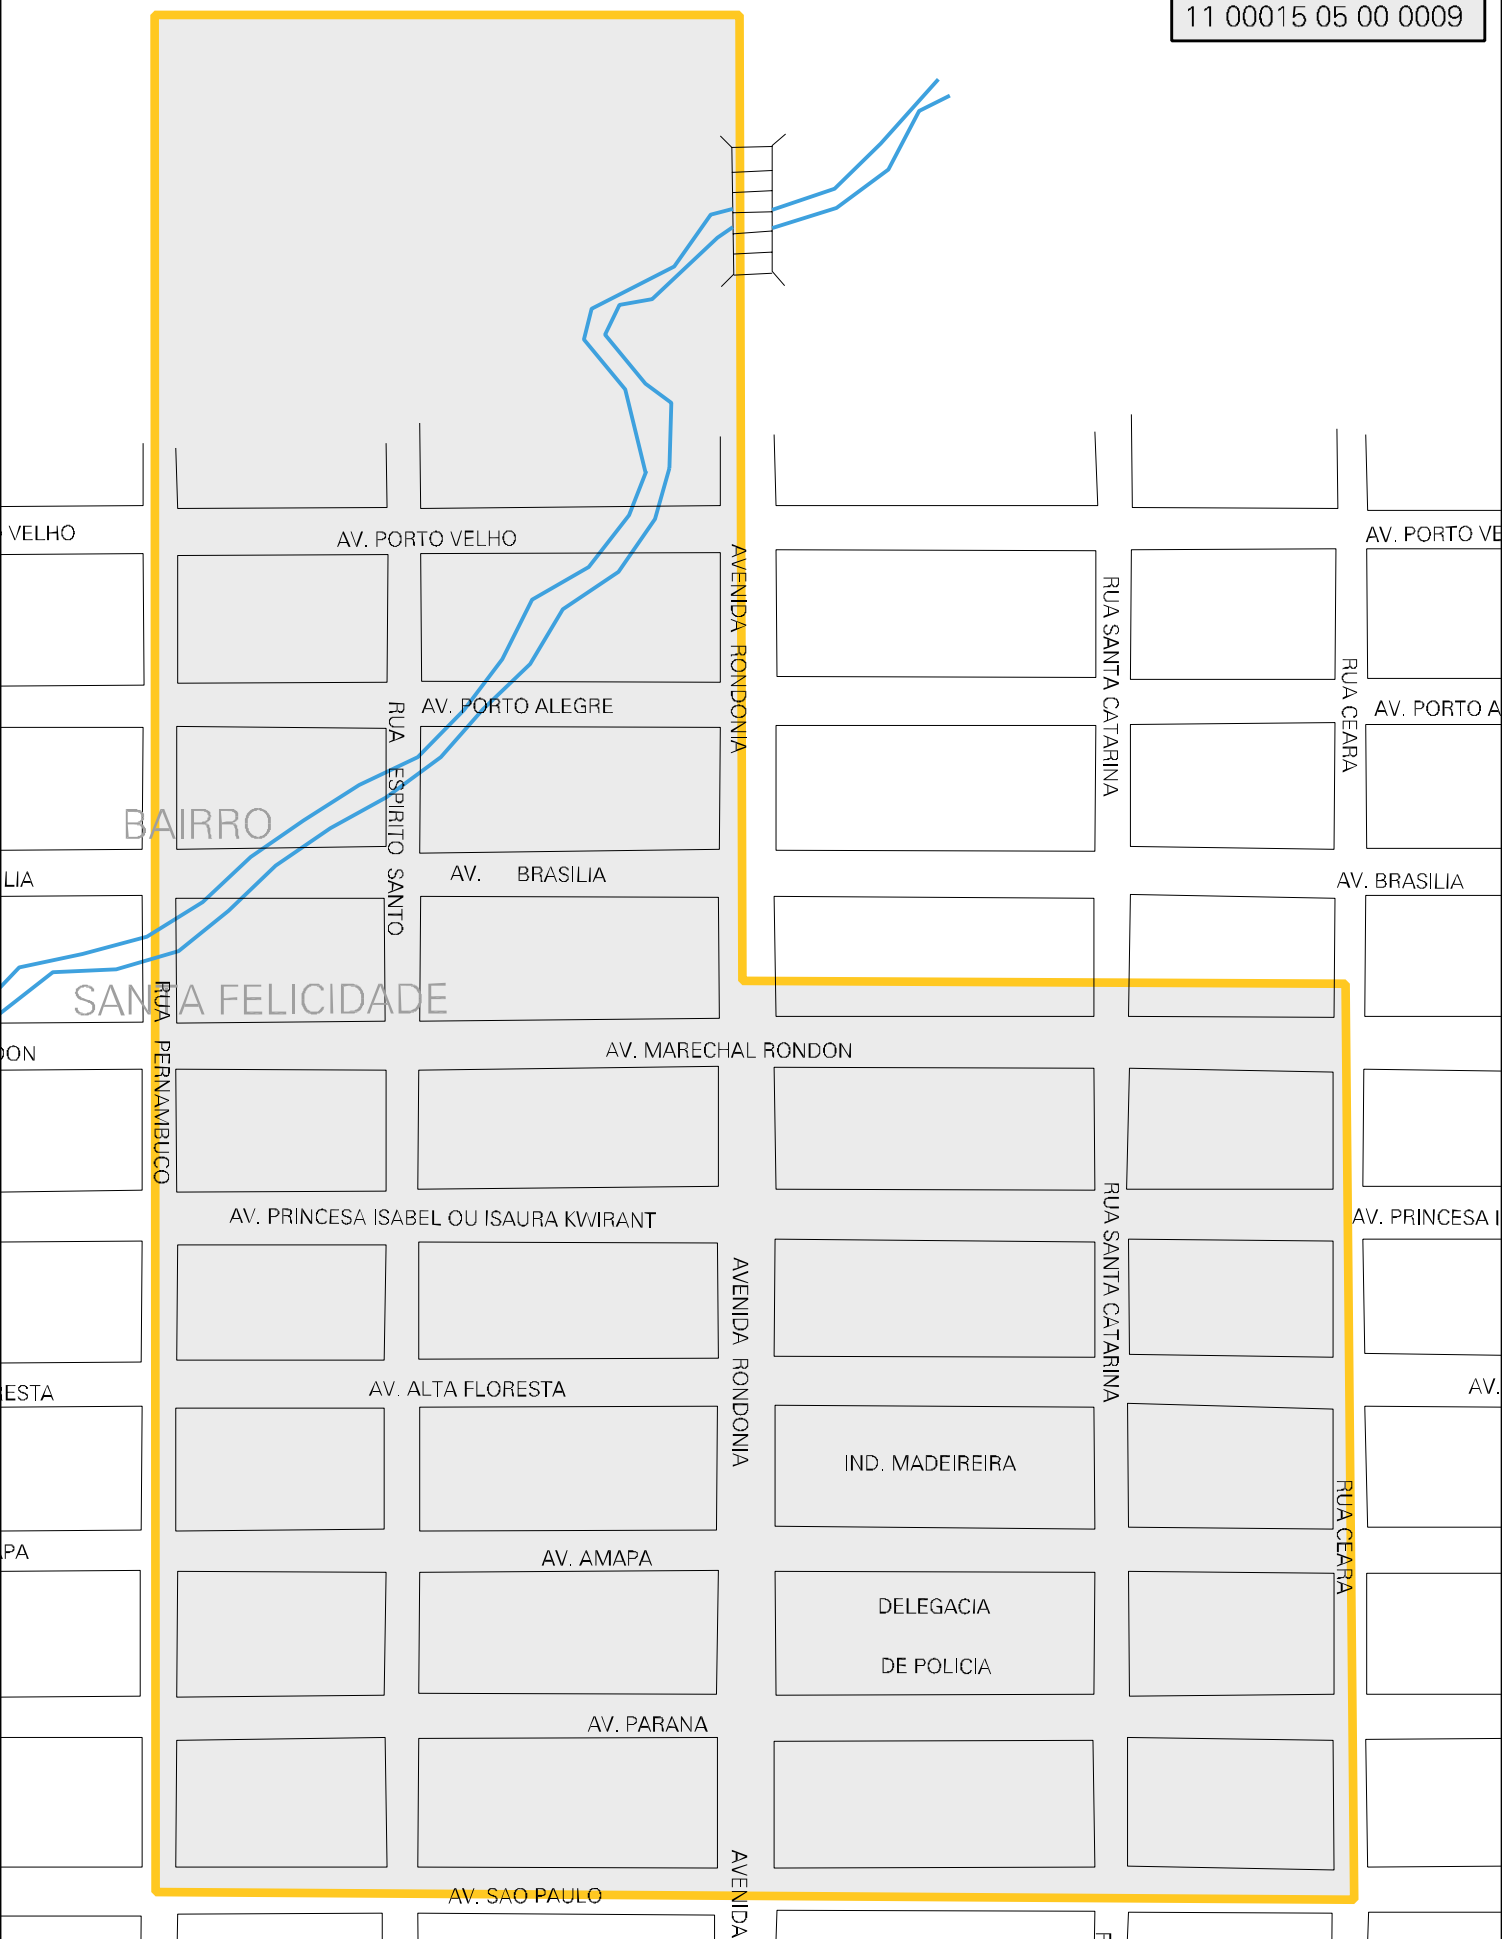 11 00015 05 00 0009
VELHO
AV. PORTO VELHO
AV. PORTO VE
AVENIDA RONDONIA
RUA SANTA CATARINA
RUA CEARA
RUA ESPIRITO SANTO
AV. PORTO ALEGRE
AV. PORTO A
BAIRRO
LIA
AV. BRASILIA
AV. BRASILIA
SANTA FELICIDADE
RUA PERNAMBUCO
DON
AV. MARECHAL RONDON
AV. PRINCESA ISABEL OU ISAURA KWIRANT
RUA SANTA CATARINA
AV. PRINCESA I
AVENIDA RONDONIA
ESTA
AV. ALTA FLORESTA
AV.
IND. MADEIREIRA
RUA CEARA
PA
AV. AMAPA
DELEGACIA
DE POLICIA
AV. PARANA
AVENIDA
AV. SAO PAULO